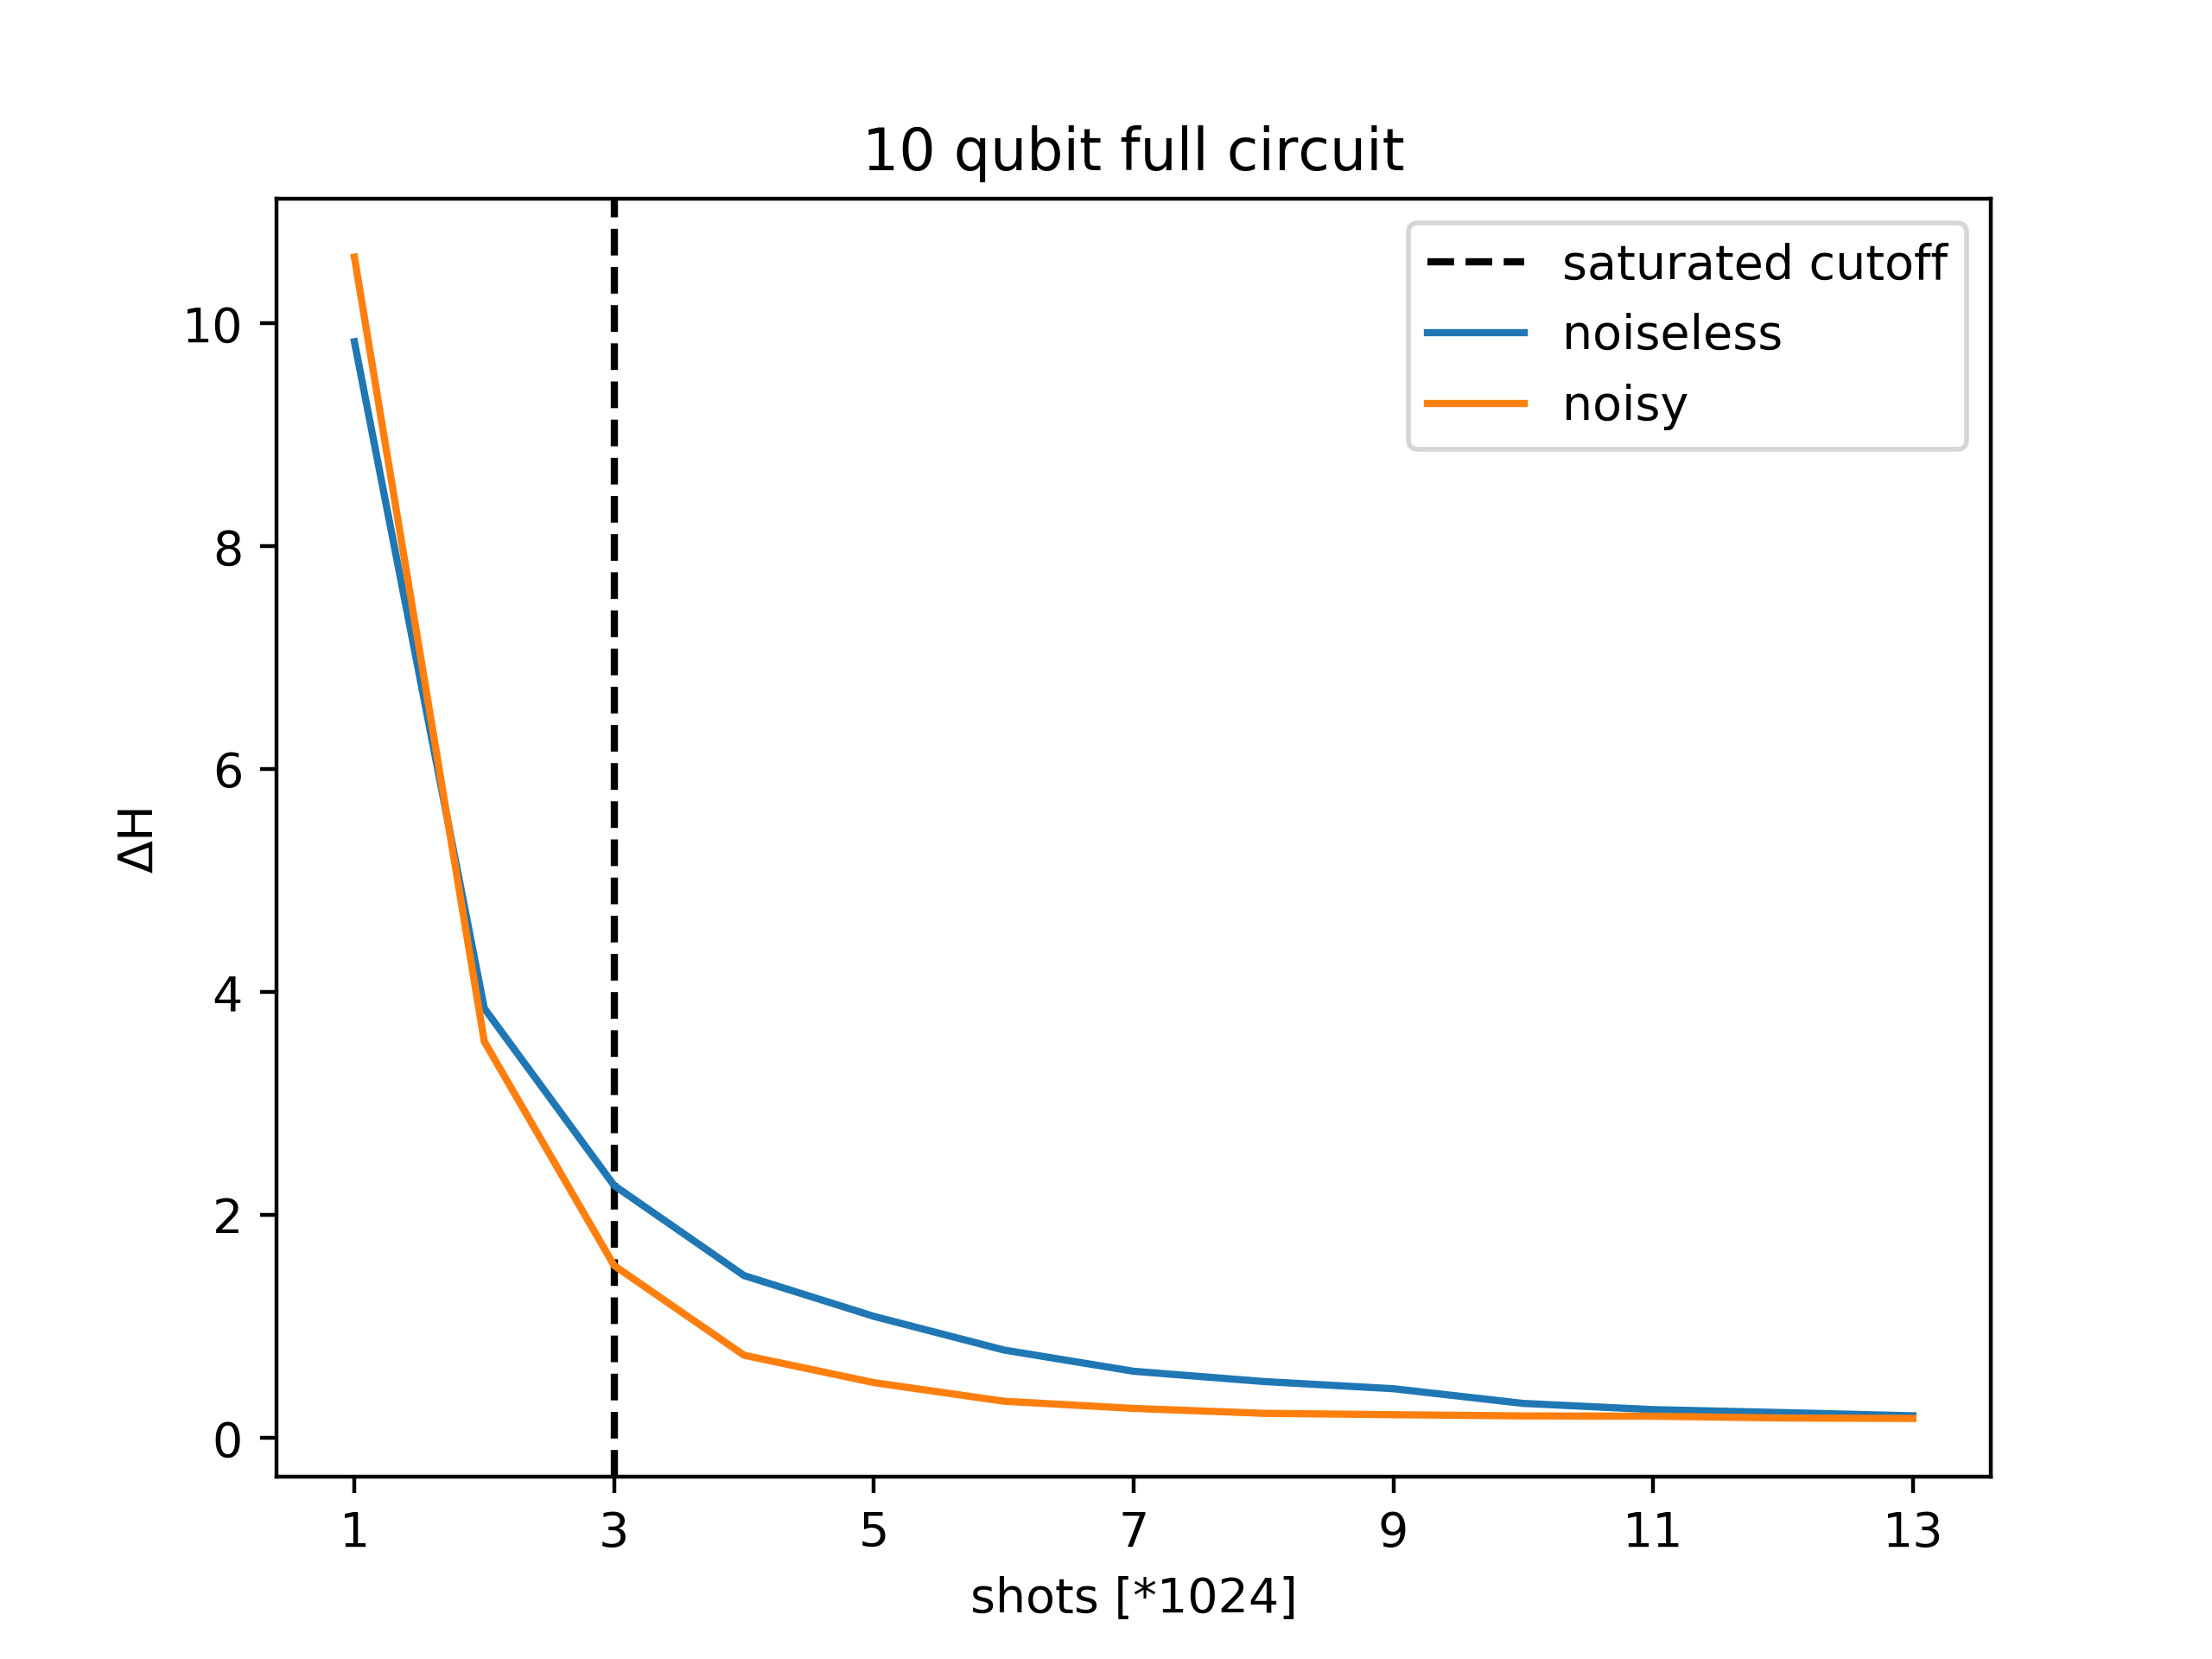 10 qubit full circuit
saturated cutoff
noiseless
noisy
10
8
6
4
2
0
ΔH
1 3 5 7 9 11 13
shots [*1024]